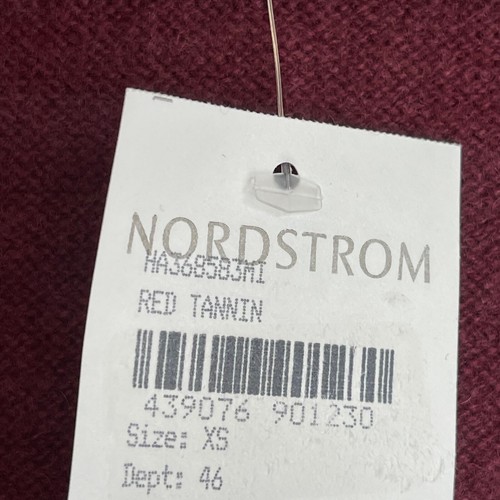 NORDSTROM
HA368583MI
RED TANNIN
439076 901230
Size: XS
Dept: 46